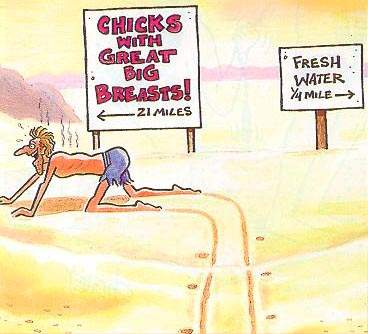 CHICKS
WITH
GREAT
BIG
BREASTS!
← 21 MILES
FRESH
WATER
¼ MILE →